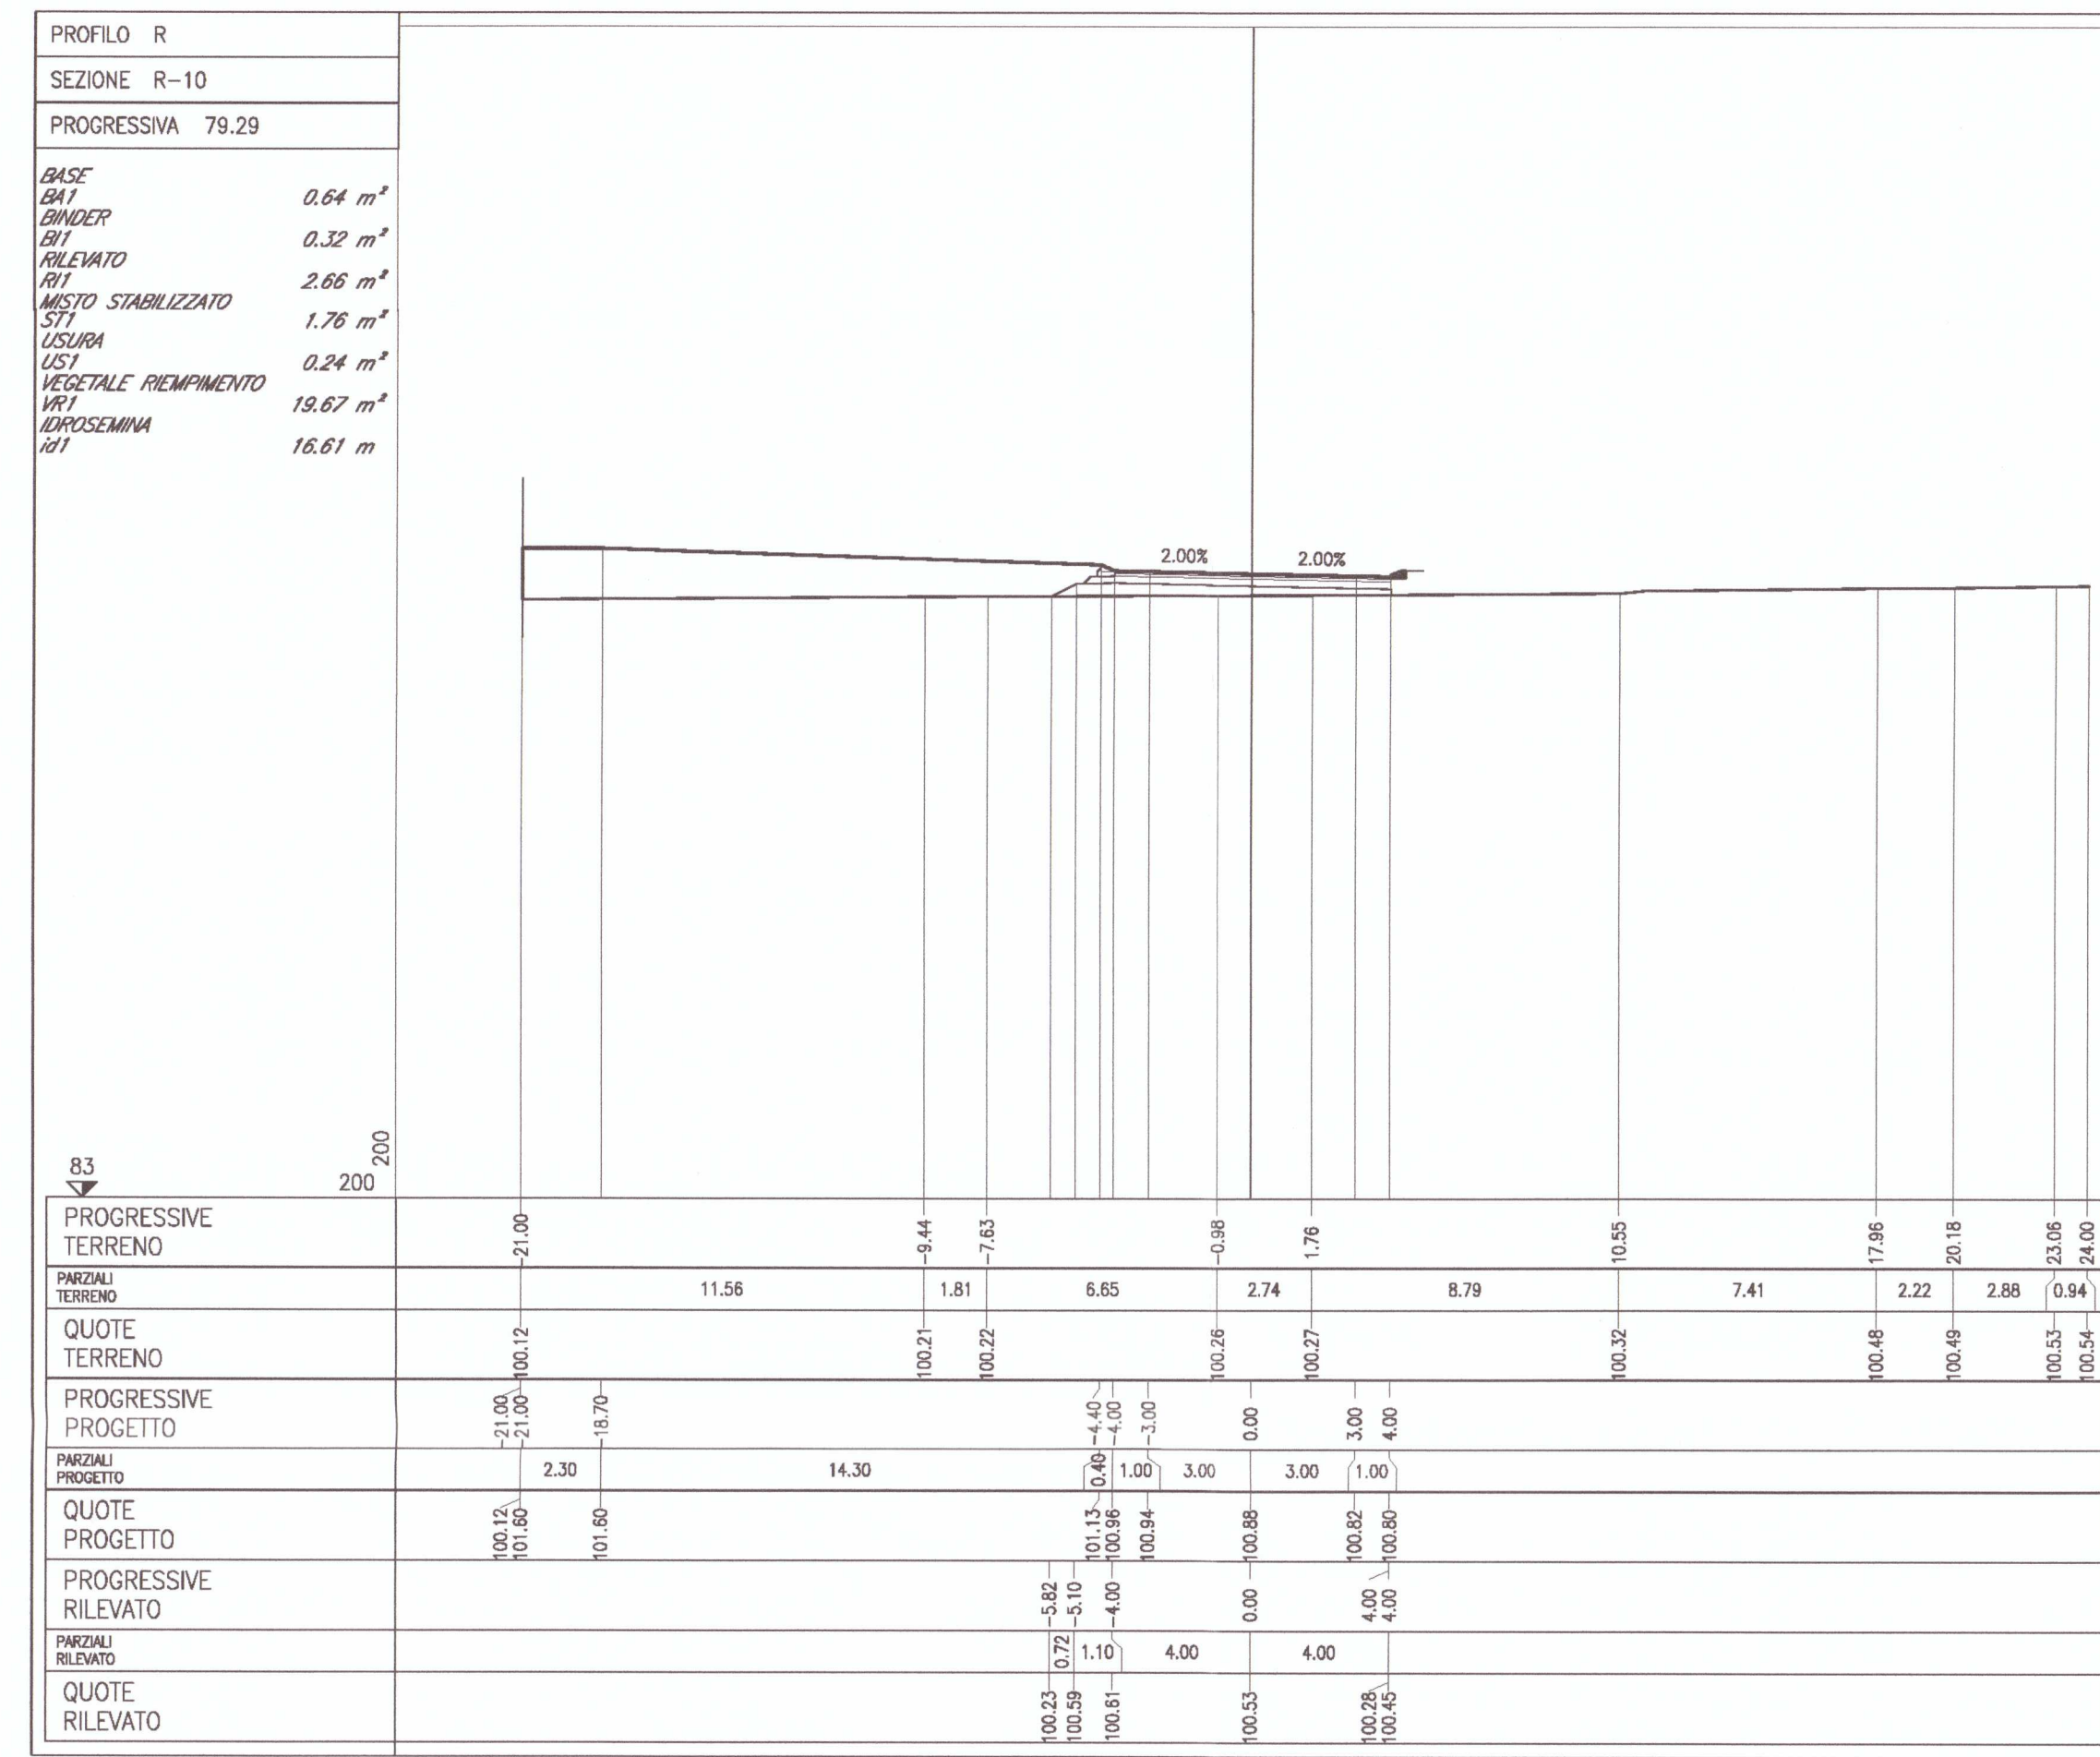 PROFILO R
SEZIONE R-10
PROGRESSIVA 79.29
BASE
BA1 0.64 m²
BINDER
BI1 0.32 m²
RILEVATO
RI1 2.66 m²
MISTO STABILIZZATO
ST1 1.76 m²
USURA
US1 0.24 m²
VEGETALE RIEMPIMENTO
VR1 19.67 m²
IDROSEMINA
id1 16.61 m
2.00% 2.00%
83
200
200
PROGRESSIVE
TERRENO
-21.00 -9.44 -7.63 -0.98 1.76 10.55 17.96 20.18 23.06 24.00
PARZIALI
TERRENO
11.56 1.81 6.65 2.74 8.79 7.41 2.22 2.88 0.94
QUOTE
TERRENO
100.12 100.21 100.22 100.26 100.27 100.32 100.48 100.49 100.53 100.54
PROGRESSIVE
PROGETTO
-21.00 -21.00 -18.70 -4.40 -4.00 -3.00 0.00 3.00 4.00
PARZIALI
PROGETTO
2.30 14.30 0.40 1.00 3.00 3.00 1.00
QUOTE
PROGETTO
100.12 101.60 101.60 101.13 100.96 100.94 100.88 100.82 100.80
PROGRESSIVE
RILEVATO
-5.82 -5.10 -4.00 0.00 4.00 4.00
PARZIALI
RILEVATO
0.72 1.10 4.00 4.00
QUOTE
RILEVATO
100.23 100.59 100.61 100.53 100.28 100.45